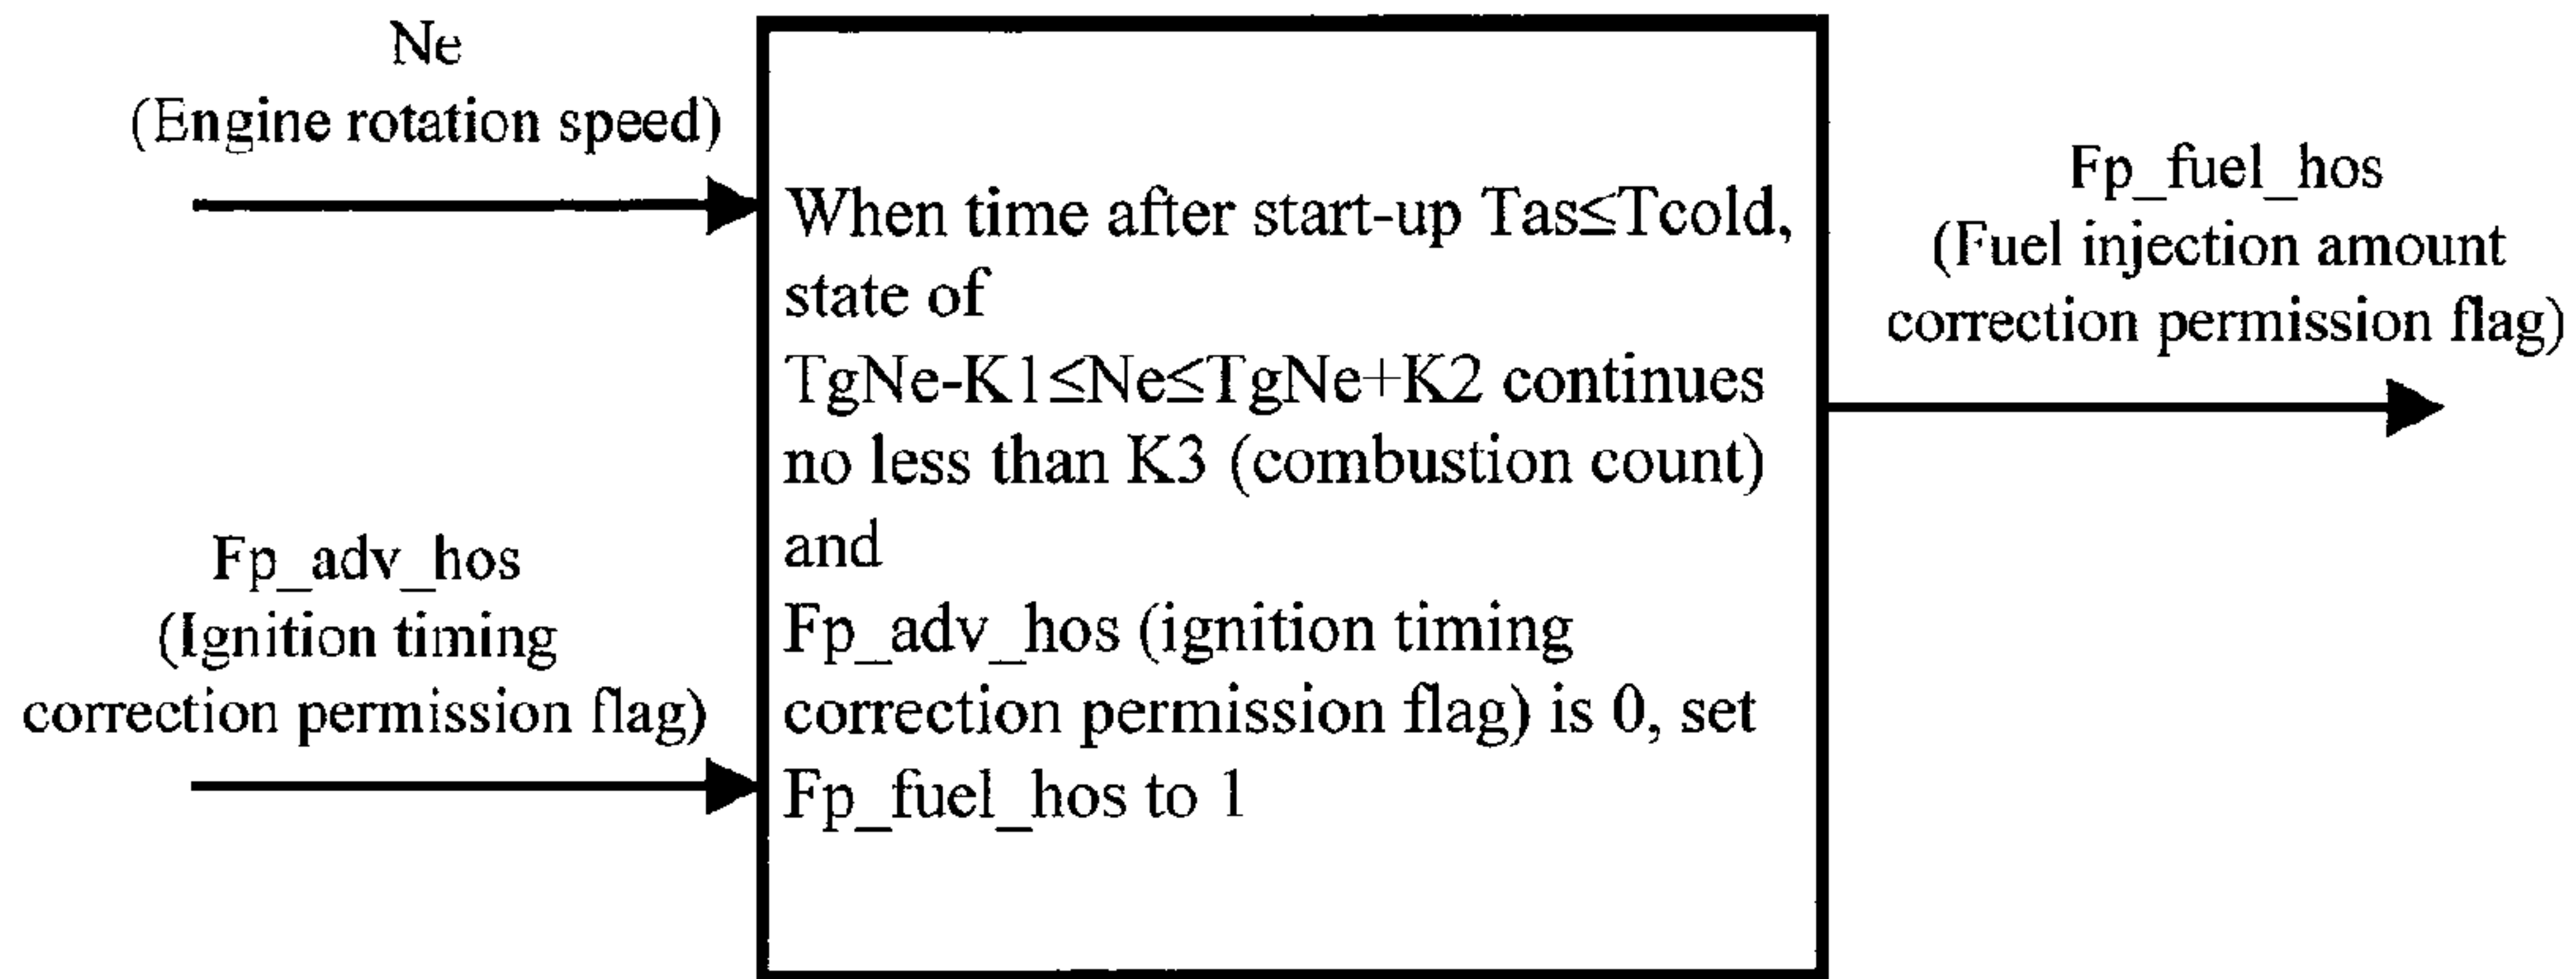 Ne
(Engine rotation speed)
Fp_adv_hos
(Ignition timing
correction permission flag)
When time after start-up Tas≤Tcold,
state of
TgNe-K1≤Ne≤TgNe+K2 continues
no less than K3 (combustion count)
and
Fp_adv_hos (ignition timing
correction permission flag) is 0, set
Fp_fuel_hos to 1
Fp_fuel_hos
(Fuel injection amount
correction permission flag)